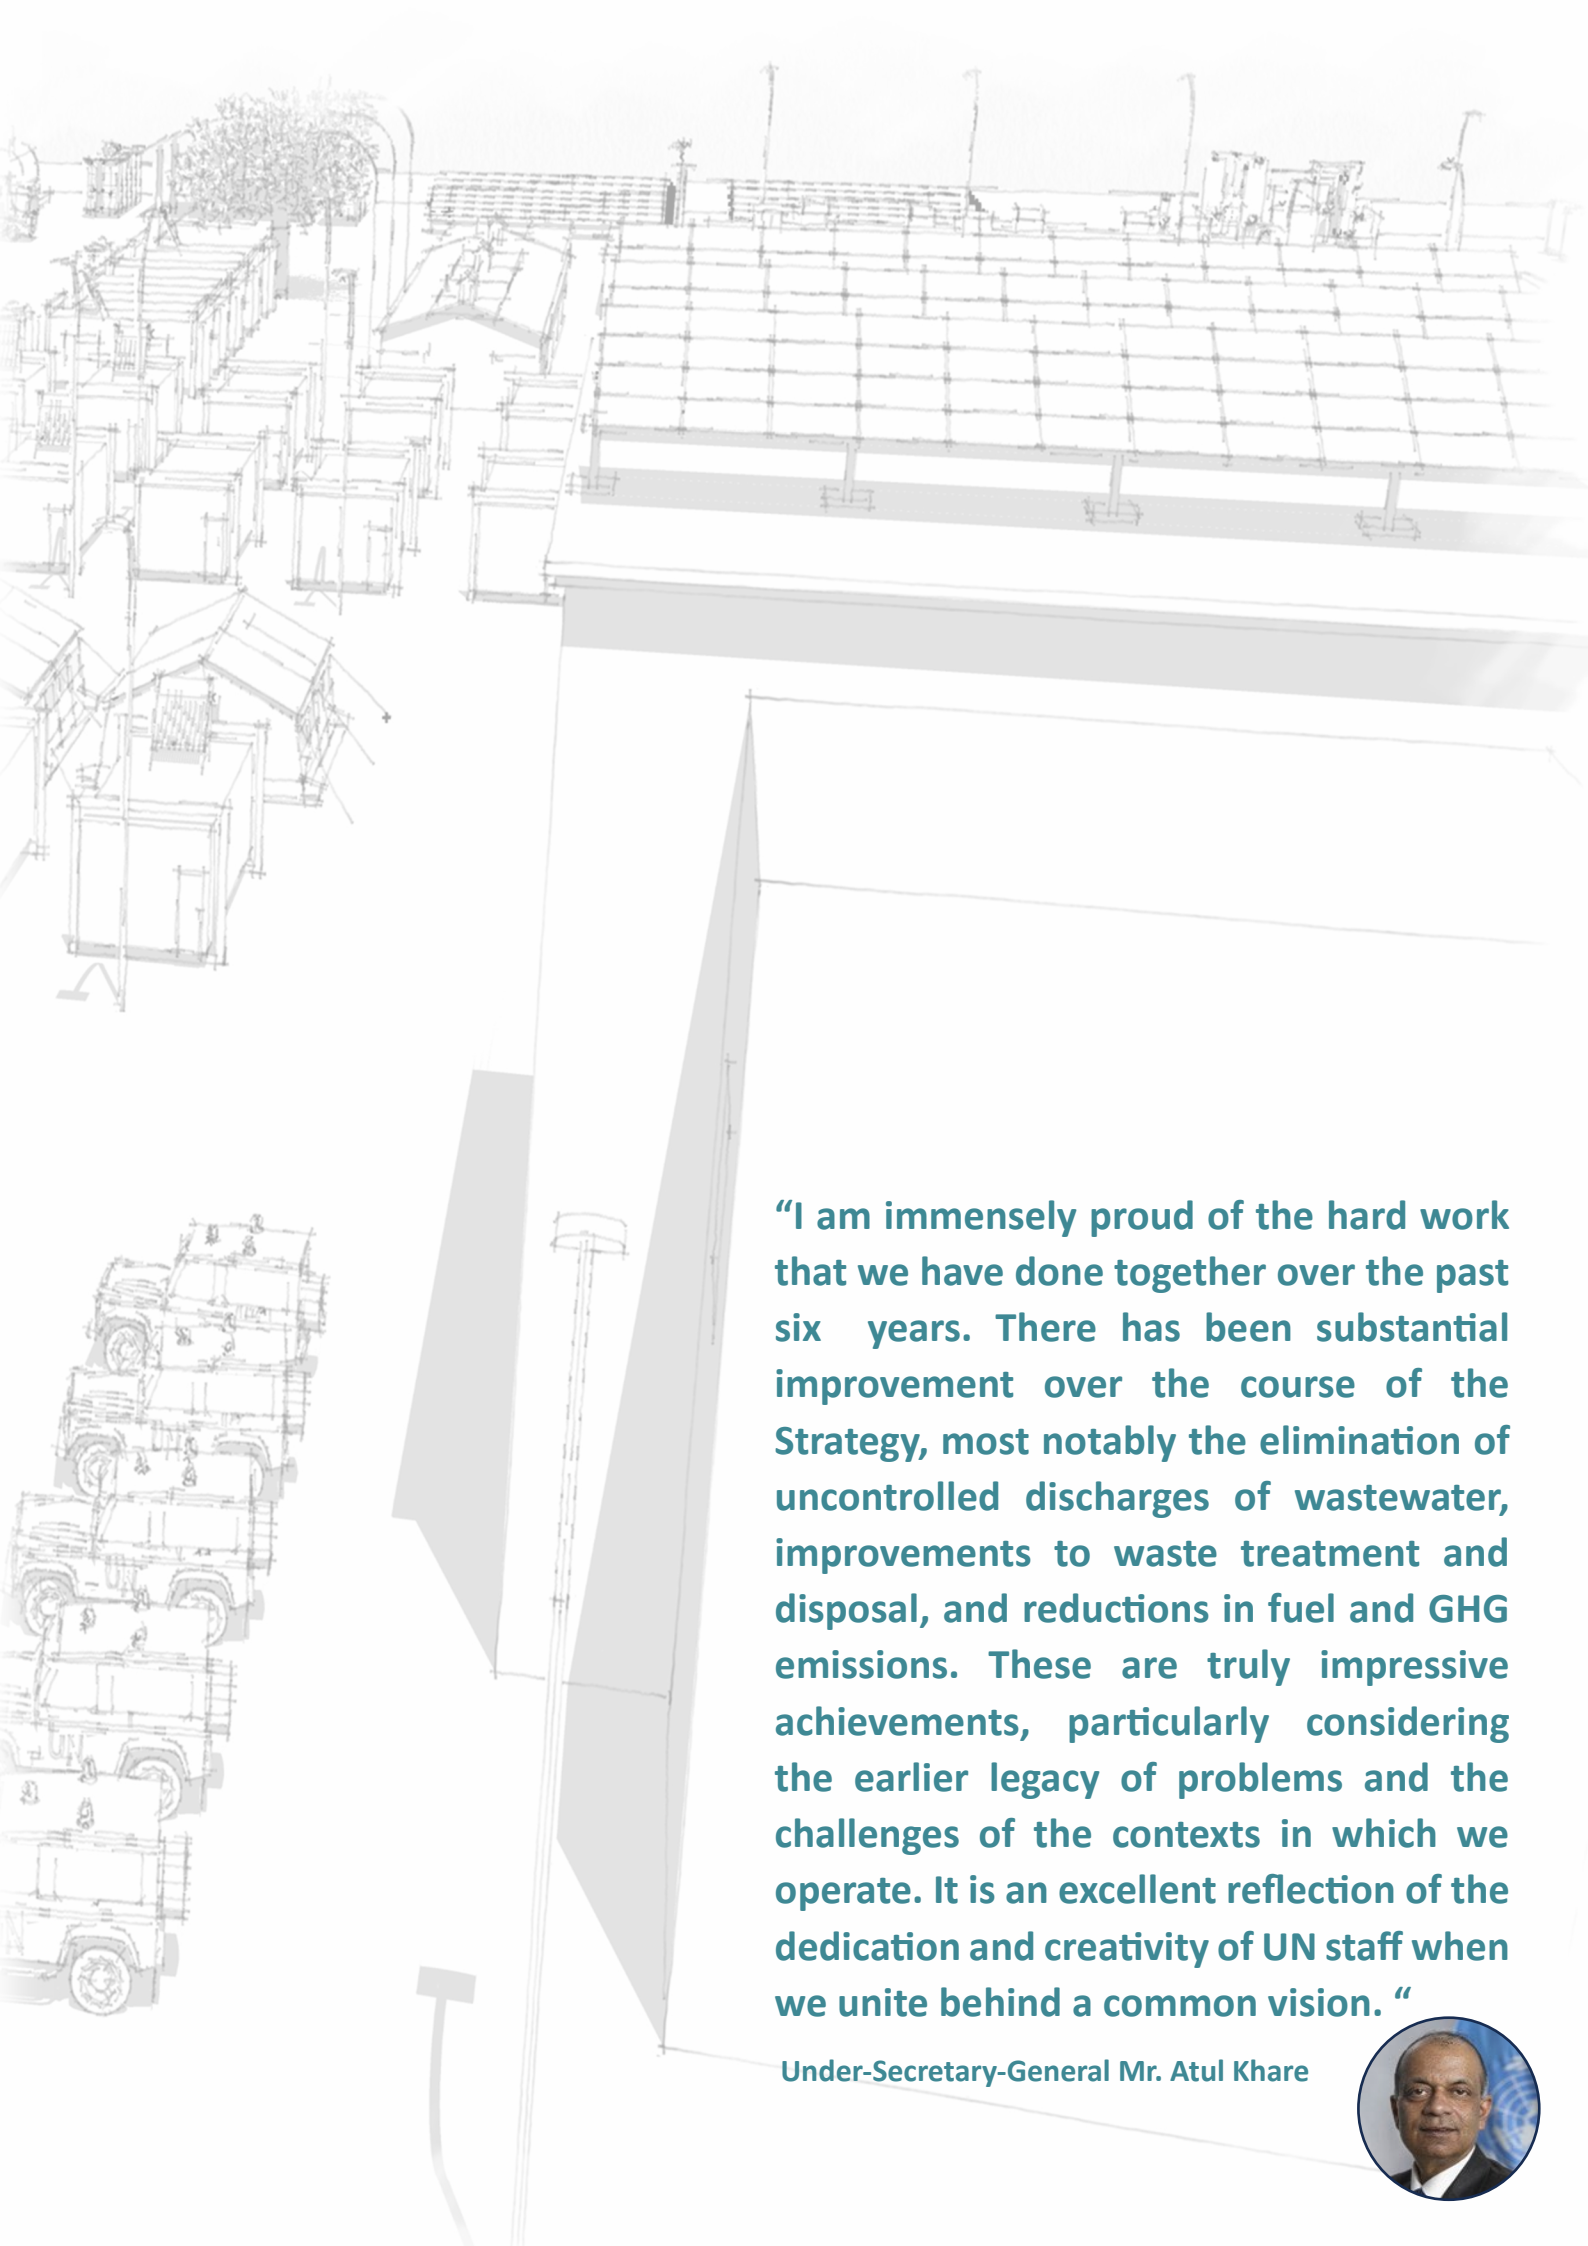 “I am immensely proud of the hard work
that we have done together over the past
six years. There has been substantial
improvement over the course of the
Strategy, most notably the elimination of
uncontrolled discharges of wastewater,
improvements to waste treatment and
disposal, and reductions in fuel and GHG
emissions. These are truly impressive
achievements, particularly considering
the earlier legacy of problems and the
challenges of the contexts in which we
operate. It is an excellent reflection of the
dedication and creativity of UN staff when
we unite behind a common vision. “
Under-Secretary-General Mr. Atul Khare